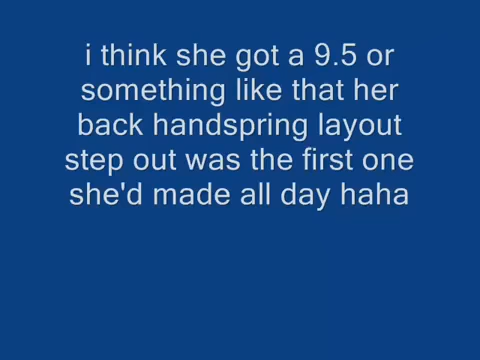 i think she got a 9.5 or
something like that her
back handspring layout
step out was the first one
she'd made all day haha